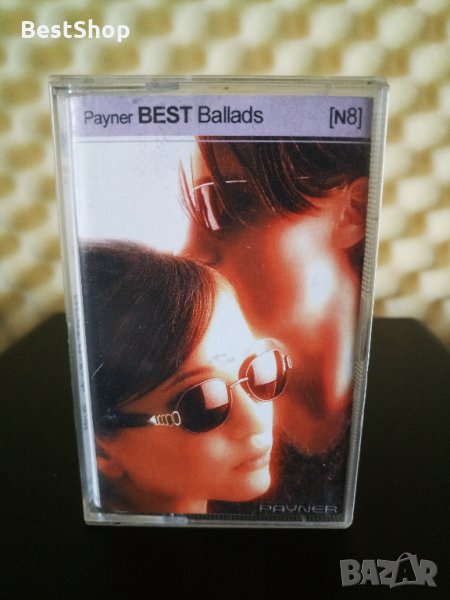 BestShop
Payner BEST Ballads [N8]
PAYNER
BAZAR